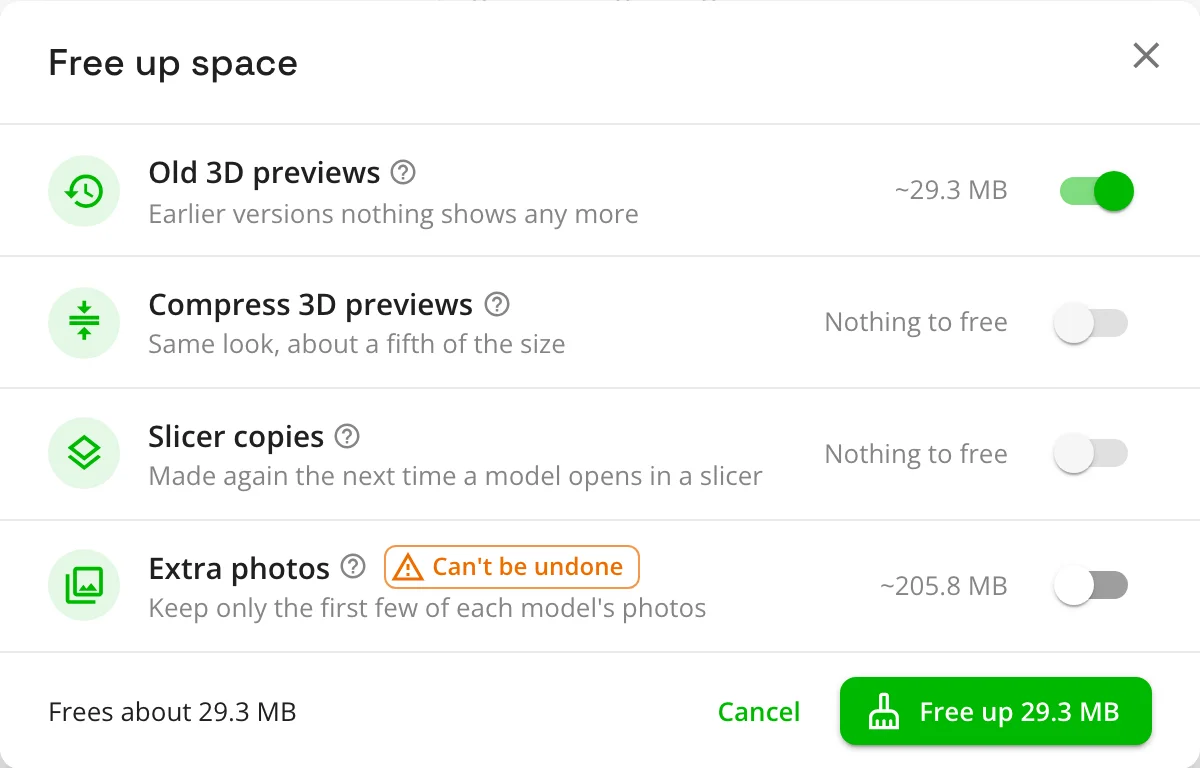 Free up space
Old 3D previews
Earlier versions nothing shows any more
~29.3 MB
Compress 3D previews
Same look, about a fifth of the size
Nothing to free
Slicer copies
Made again the next time a model opens in a slicer
Nothing to free
Extra photos
Can't be undone
Keep only the first few of each model's photos
~205.8 MB
Frees about 29.3 MB
Cancel
Free up 29.3 MB